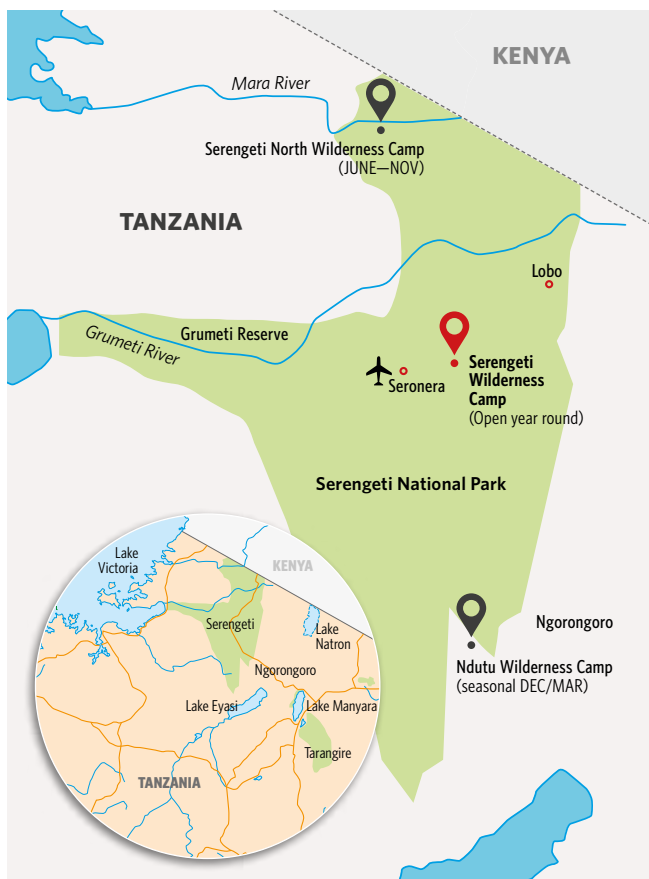 KENYA
Mara River
Serengeti North Wilderness Camp
(JUNE—NOV)
TANZANIA
Lobo
Grumeti Reserve
Grumeti River
Seronera
Serengeti
Wilderness
Camp
(Open year round)
Serengeti National Park
Ngorongoro
Ndutu Wilderness Camp
(seasonal DEC/MAR)
Lake
Victoria
KENYA
Serengeti
Lake
Natron
Ngorongoro
Lake Eyasi
Lake Manyara
Tarangire
TANZANIA